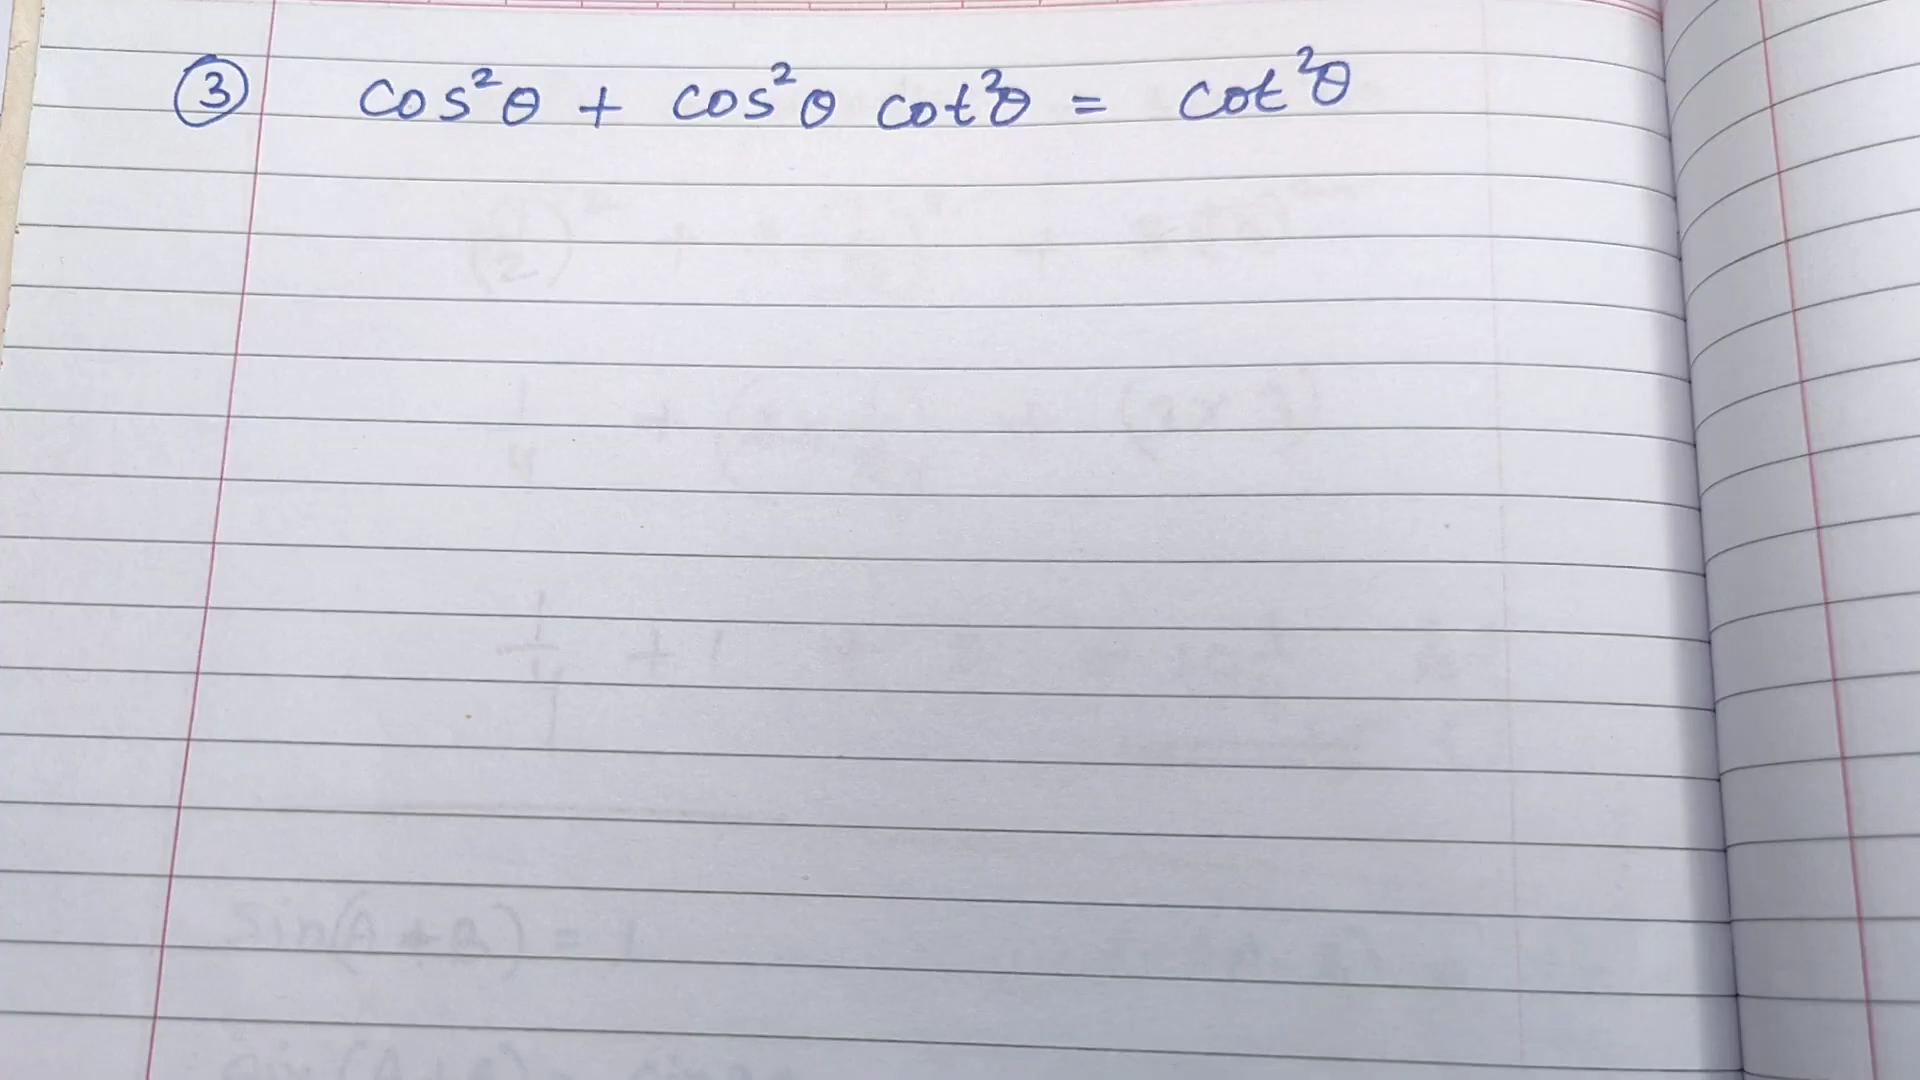 ③ cos²θ + cos²θ cot²θ = cot²θ